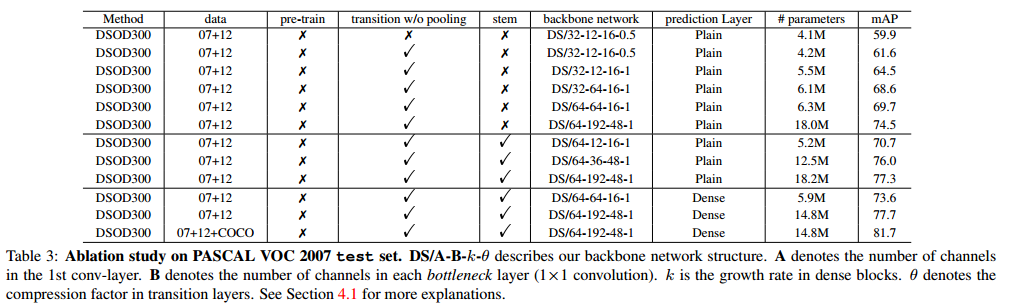 Method data pre-train transition w/o pooling stem backbone network prediction Layer # parameters mAP
DSOD300 07+12 ✗ ✗ ✗ DS/32-12-16-0.5 Plain 4.1M 59.9
DSOD300 07+12 ✗ ✓ ✗ DS/32-12-16-0.5 Plain 4.2M 61.6
DSOD300 07+12 ✗ ✓ ✗ DS/32-12-16-1 Plain 5.5M 64.5
DSOD300 07+12 ✗ ✓ ✗ DS/32-64-16-1 Plain 6.1M 68.6
DSOD300 07+12 ✗ ✓ ✗ DS/64-64-16-1 Plain 6.3M 69.7
DSOD300 07+12 ✗ ✓ ✗ DS/64-192-48-1 Plain 18.0M 74.5
DSOD300 07+12 ✗ ✓ ✓ DS/64-12-16-1 Plain 5.2M 70.7
DSOD300 07+12 ✗ ✓ ✓ DS/64-36-48-1 Plain 12.5M 76.0
DSOD300 07+12 ✗ ✓ ✓ DS/64-192-48-1 Plain 18.2M 77.3
DSOD300 07+12 ✗ ✓ ✓ DS/64-64-16-1 Dense 5.9M 73.6
DSOD300 07+12 ✗ ✓ ✓ DS/64-192-48-1 Dense 14.8M 77.7
DSOD300 07+12+COCO ✗ ✓ ✓ DS/64-192-48-1 Dense 14.8M 81.7
Table 3: Ablation study on PASCAL VOC 2007 test set. DS/A-B-k-θ describes our backbone network structure. A denotes the number of channels
in the 1st conv-layer. B denotes the number of channels in each bottleneck layer (1×1 convolution). k is the growth rate in dense blocks. θ denotes the
compression factor in transition layers. See Section 4.1 for more explanations.